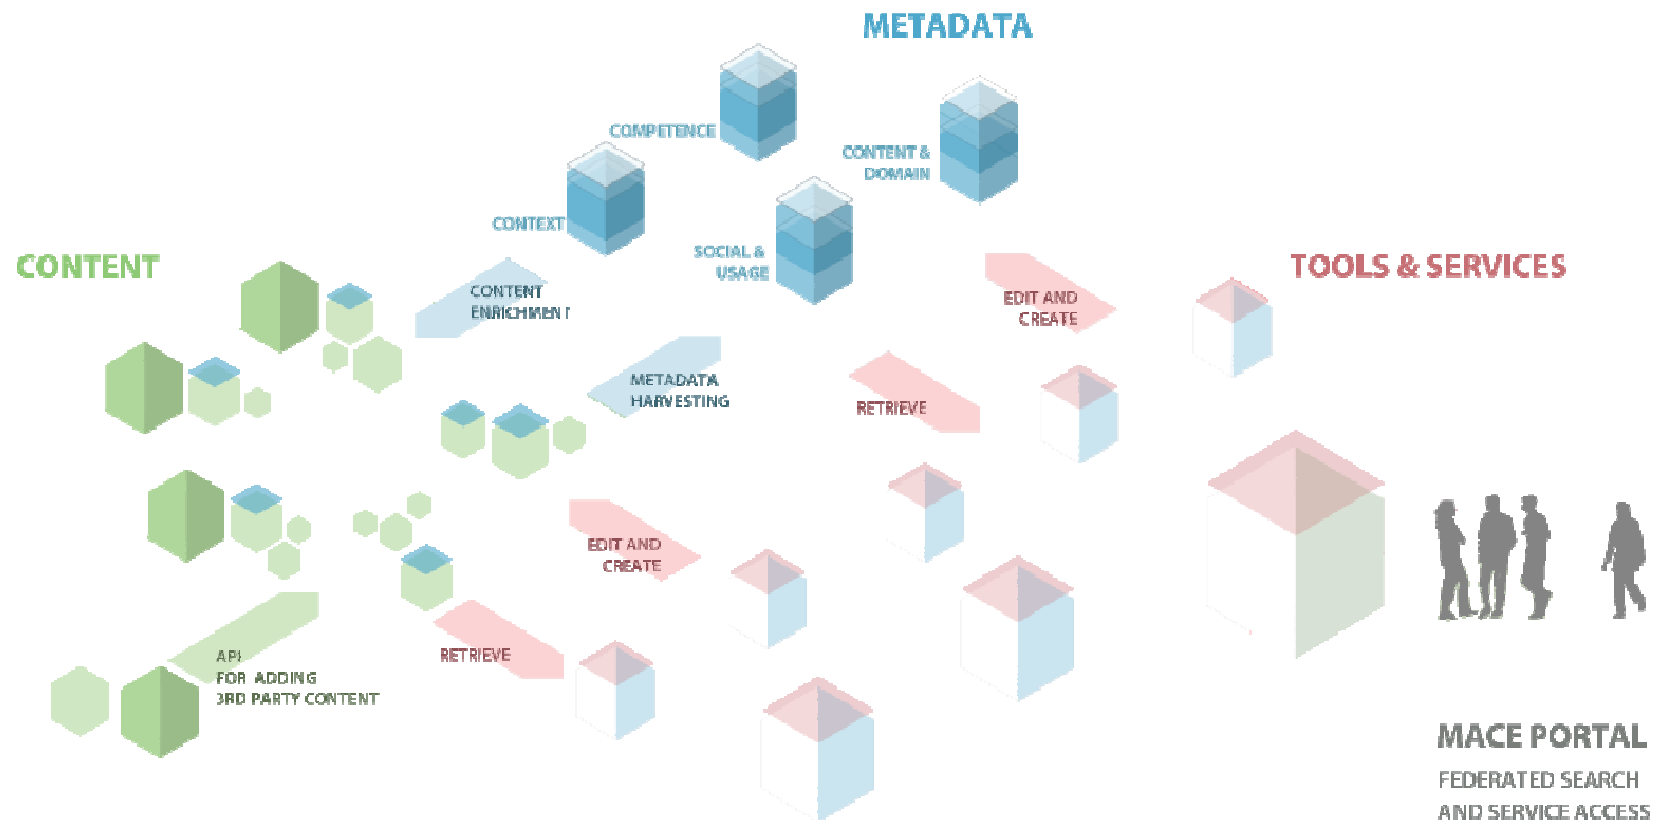 METADATA
COMPETENCE
CONTENT &
DOMAIN
CONTEXT
SOCIAL &
USAGE
CONTENT
TOOLS & SERVICES
CONTENT
ENRICHMENT
EDIT AND
CREATE
METADATA
HARVESTING
RETRIEVE
EDIT AND
CREATE
RETRIEVE
API
FOR ADDING
3RD PARTY CONTENT
MACE PORTAL
FEDERATED SEARCH
AND SERVICE ACCESS